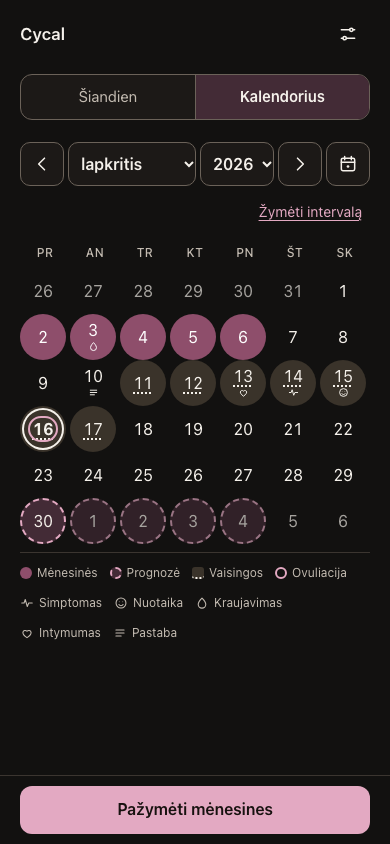 Cycal
Šiandien Kalendorius
lapkritis 2026
Žymėti intervalą
PR AN TR KT PN ŠT SK
26 27 28 29 30 31 1
2 3 4 5 6 7 8
9 10 11 12 13 14 15
16 17 18 19 20 21 22
23 24 25 26 27 28 29
30 1 2 3 4 5 6
Mėnesinės Prognozė Vaisingos Ovuliacija
Simptomas Nuotaika Kraujavimas
Intymumas Pastaba
Pažymėti mėnesines